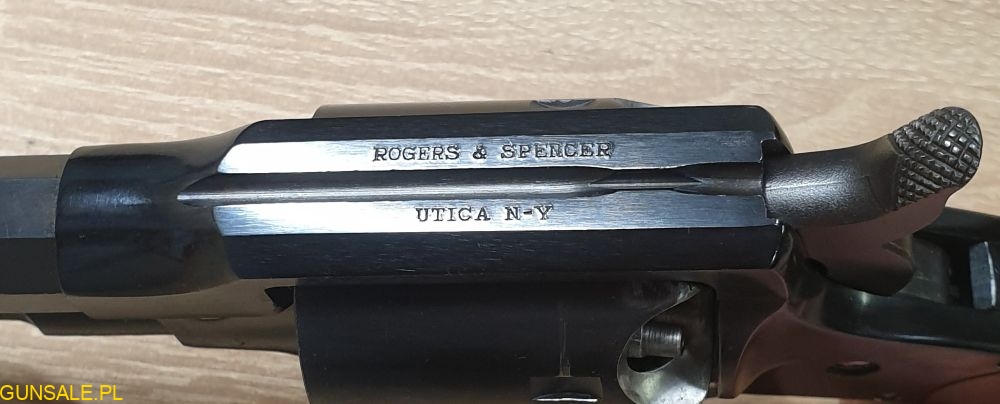 ROGERS & SPENCER
UTICA N-Y
GUNSALE.PL